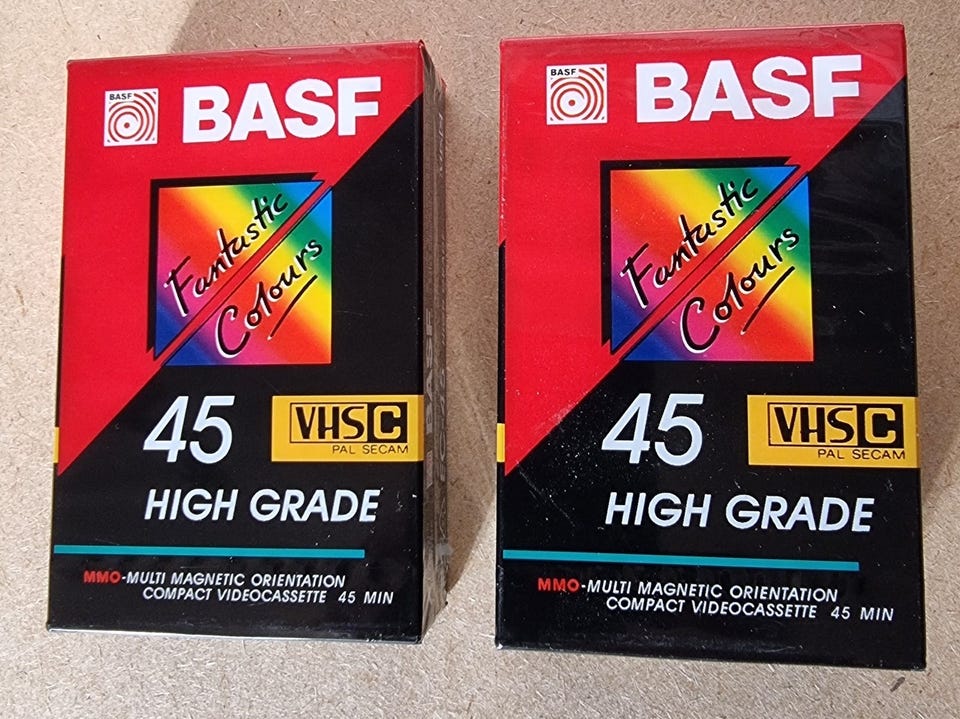 BASF
BASF
Fantastic
Colours
45
VHS C
PAL SECAM
HIGH GRADE
MMO-MULTI MAGNETIC ORIENTATION
COMPACT VIDEOCASSETTE 45 MIN
BASF
BASF
BASF
Fantastic
Colours
45
VHS C
PAL SECAM
HIGH GRADE
MMO-MULTI MAGNETIC ORIENTATION
COMPACT VIDEOCASSETTE 45 MIN